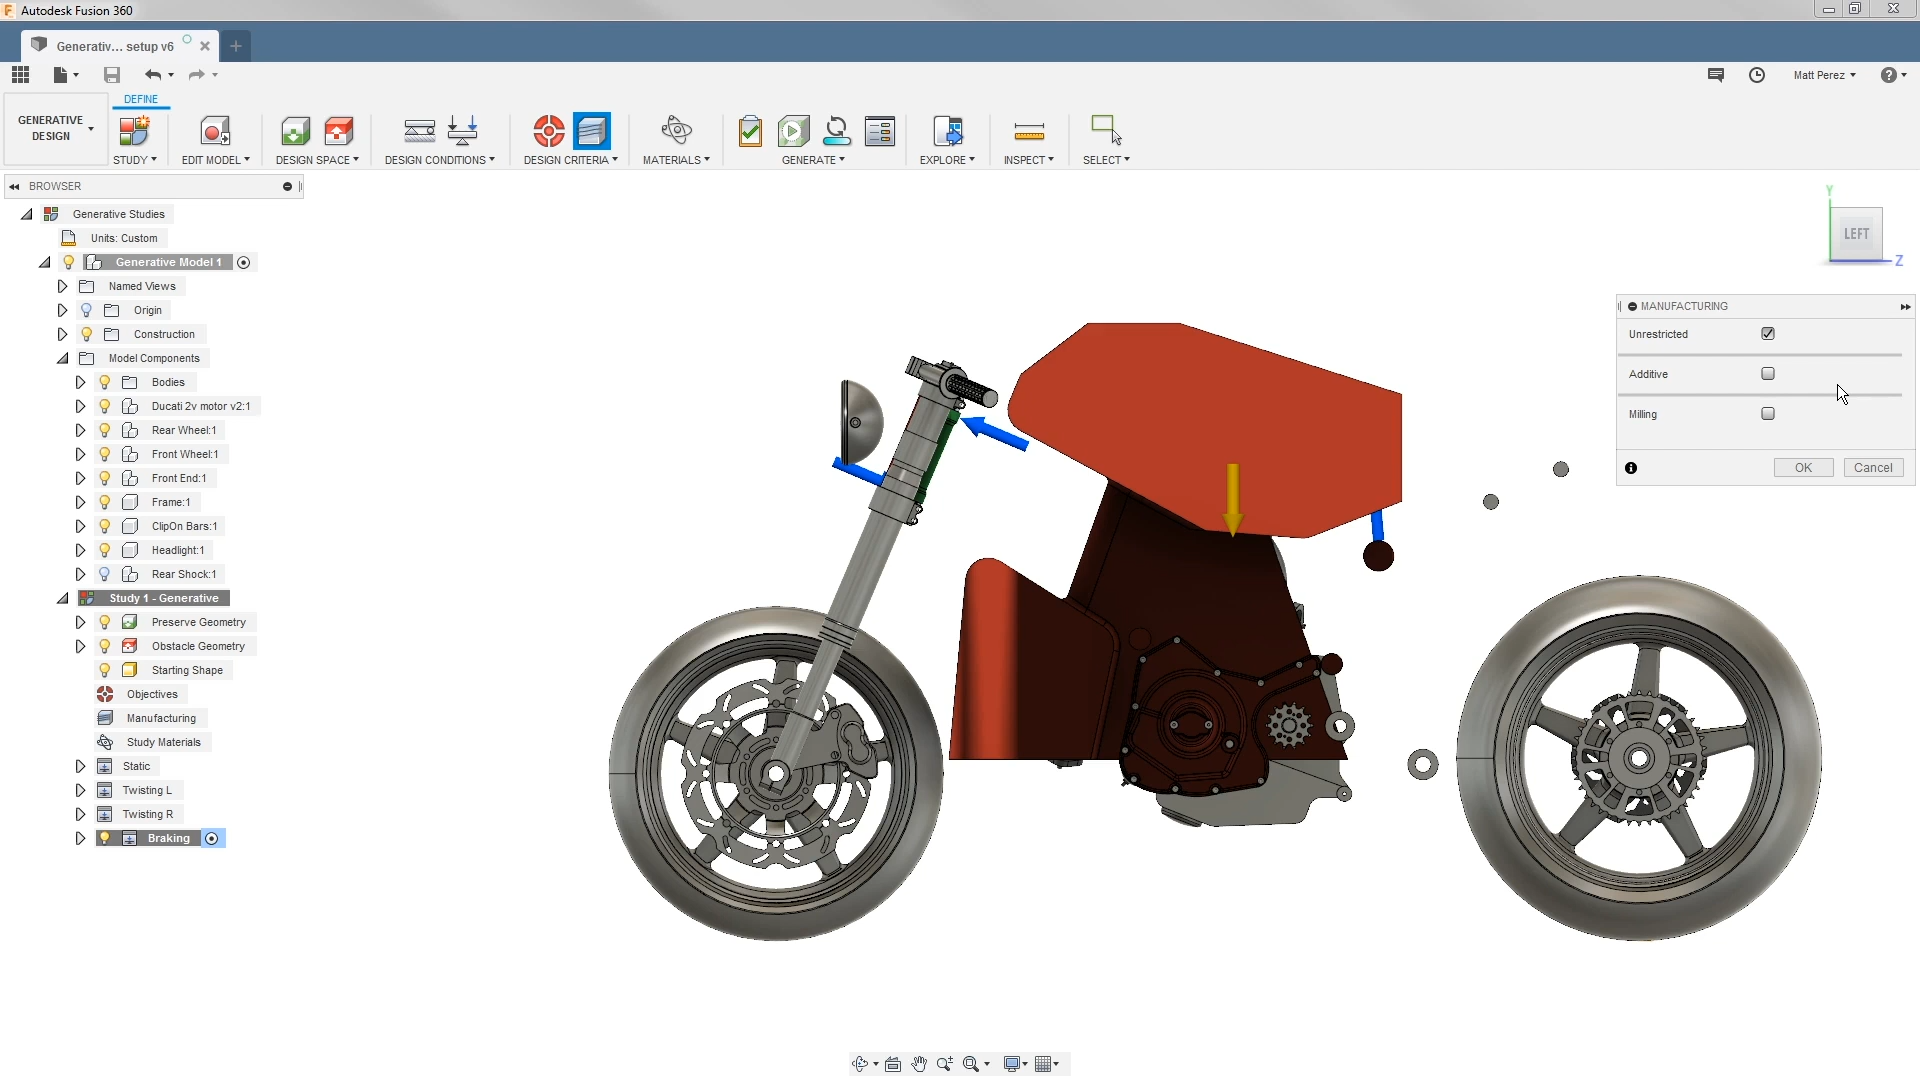 Autodesk Fusion 360
Generativ... setup v6
Matt Perez
GENERATIVE DESIGN
DEFINE
STUDY
EDIT MODEL
DESIGN SPACE
DESIGN CONDITIONS
DESIGN CRITERIA
MATERIALS
GENERATE
EXPLORE
INSPECT
SELECT
BROWSER
Generative Studies
Units: Custom
Generative Model 1
Named Views
Origin
Construction
Model Components
Bodies
Ducati 2v motor v2:1
Rear Wheel:1
Front Wheel:1
Front End:1
Frame:1
ClipOn Bars:1
Headlight:1
Rear Shock:1
Study 1 - Generative
Preserve Geometry
Obstacle Geometry
Starting Shape
Objectives
Manufacturing
Study Materials
Static
Twisting L
Twisting R
Braking
Y
LEFT
Z
MANUFACTURING
Unrestricted
Additive
Milling
OK
Cancel